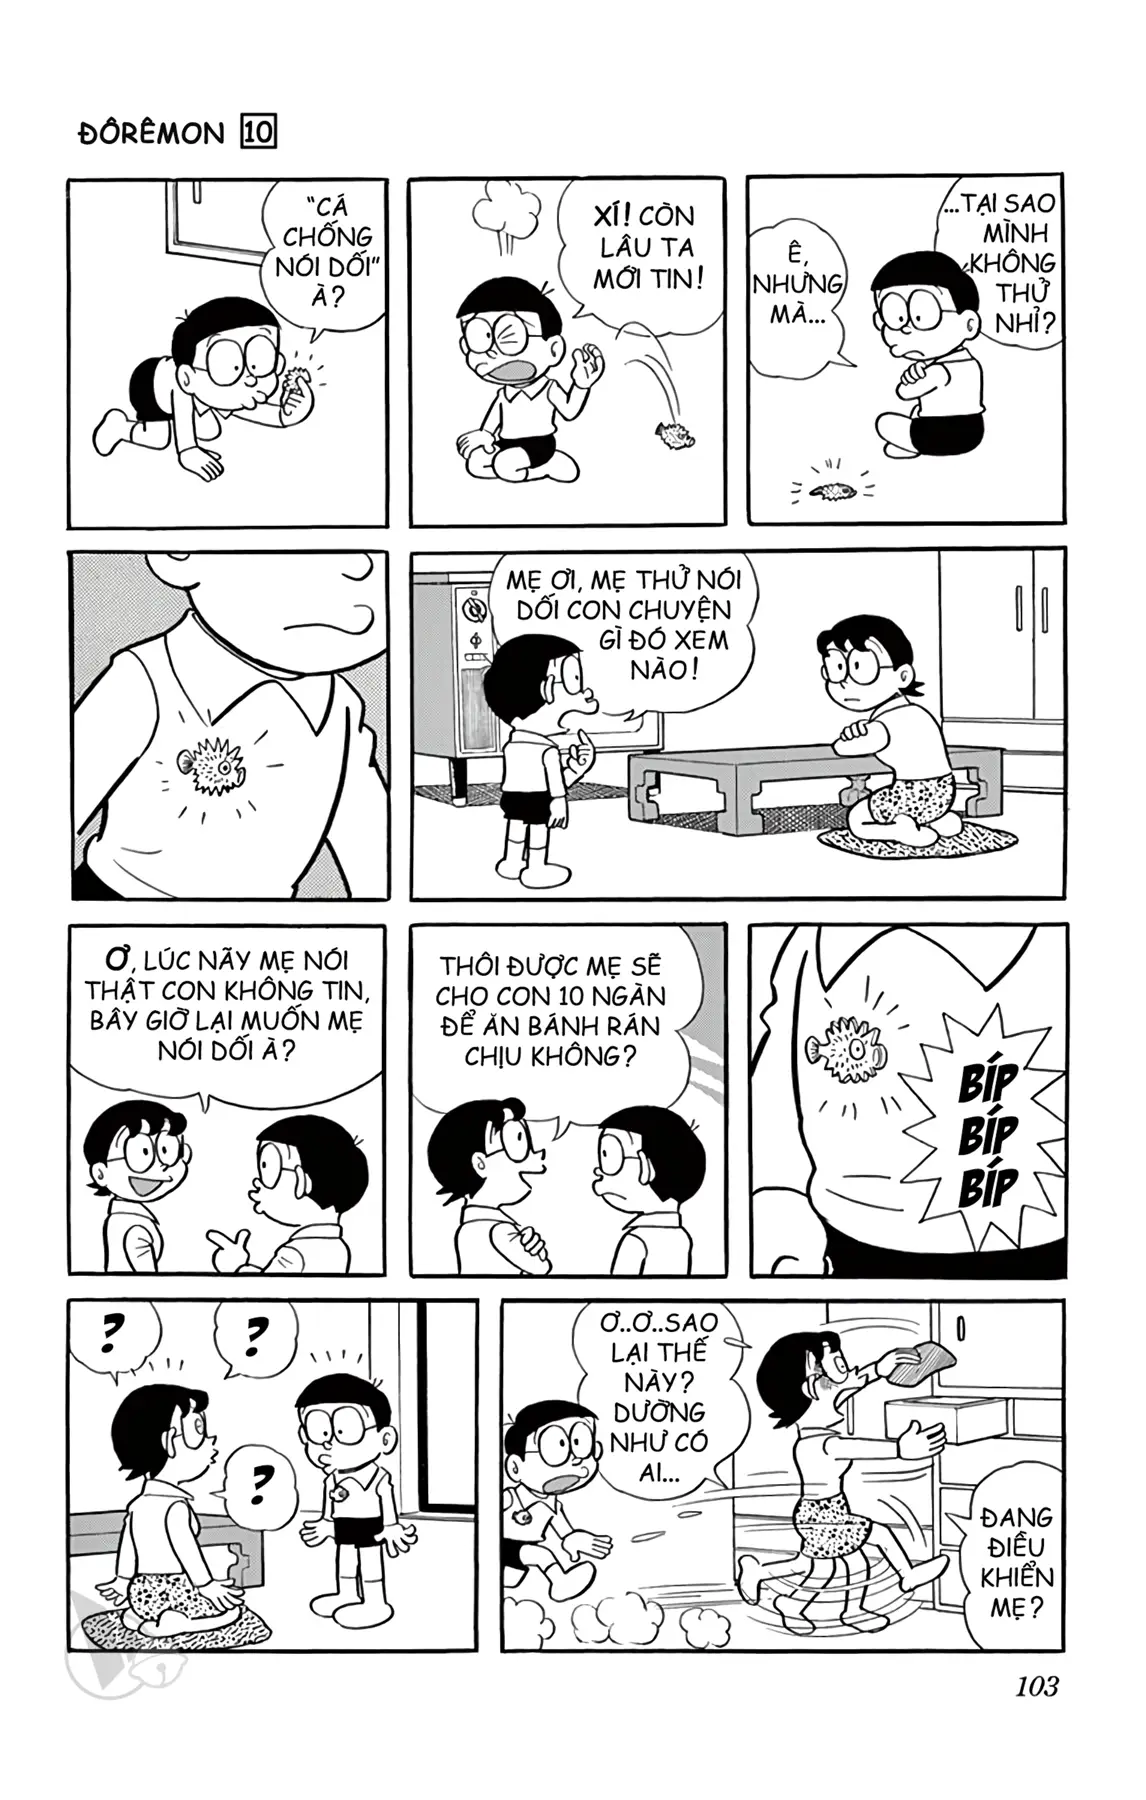 ĐÔRÊMON 10
"CÁ
CHỐNG
NÓI DỐI"
À?
XÍ! CÒN
LÂU TA
MỚI TIN!
Ê,
NHƯNG
MÀ...
...TẠI SAO
MÌNH
KHÔNG
THỬ
NHỈ?
MẸ ƠI, MẸ THỬ NÓI
DỐI CON CHUYỆN
GÌ ĐÓ XEM
NÀO!
Ơ, LÚC NÃY MẸ NÓI
THẬT CON KHÔNG TIN,
BÂY GIỜ LẠI MUỐN MẸ
NÓI DỐI À?
THÔI ĐƯỢC MẸ SẼ
CHO CON 10 NGÀN
ĐỂ ĂN BÁNH RÁN
CHỊU KHÔNG?
BÍP
BÍP
BÍP
?
?
?
Ơ..Ơ..SAO
LẠI THẾ
NÀY?
DƯỜNG
NHƯ CÓ
AI...
ĐANG
ĐIỀU
KHIỂN
MẸ?
103